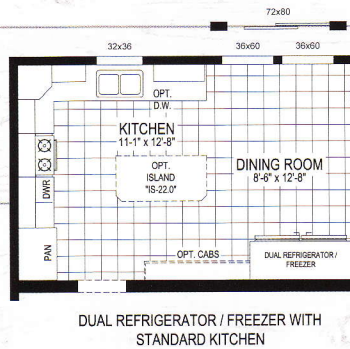 72x80
32x36
36x60
36x60
OPT.
D.W.
KITCHEN
11'-1" x 12'-8"
OPT.
ISLAND
"IS-22.0"
DINING ROOM
8'-6" x 12'-8"
DWR
PAN
OPT. CABS
DUAL REFRIGERATOR /
FREEZER
DUAL REFRIGERATOR / FREEZER WITH
STANDARD KITCHEN